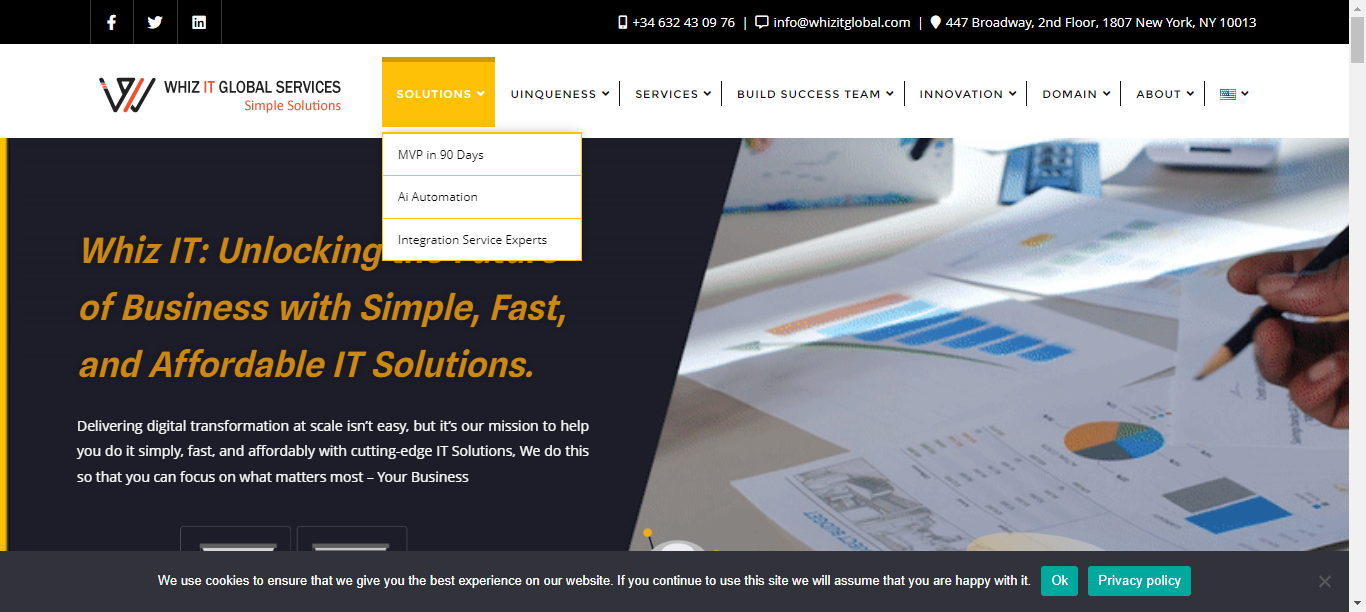 +34 632 43 09 76 | info@whizitglobal.com | 447 Broadway, 2nd Floor, 1807 New York, NY 10013
WHIZ IT GLOBAL SERVICES
Simple Solutions
SOLUTIONS UINQUENESS SERVICES BUILD SUCCESS TEAM INNOVATION DOMAIN ABOUT
MVP in 90 Days
Ai Automation
Integration Service Experts
Whiz IT: Unlocking the Future
of Business with Simple, Fast,
and Affordable IT Solutions.
Delivering digital transformation at scale isn't easy, but it's our mission to help
you do it simply, fast, and affordably with cutting-edge IT Solutions, We do this
so that you can focus on what matters most – Your Business
We use cookies to ensure that we give you the best experience on our website. If you continue to use this site we will assume that you are happy with it. Ok Privacy policy